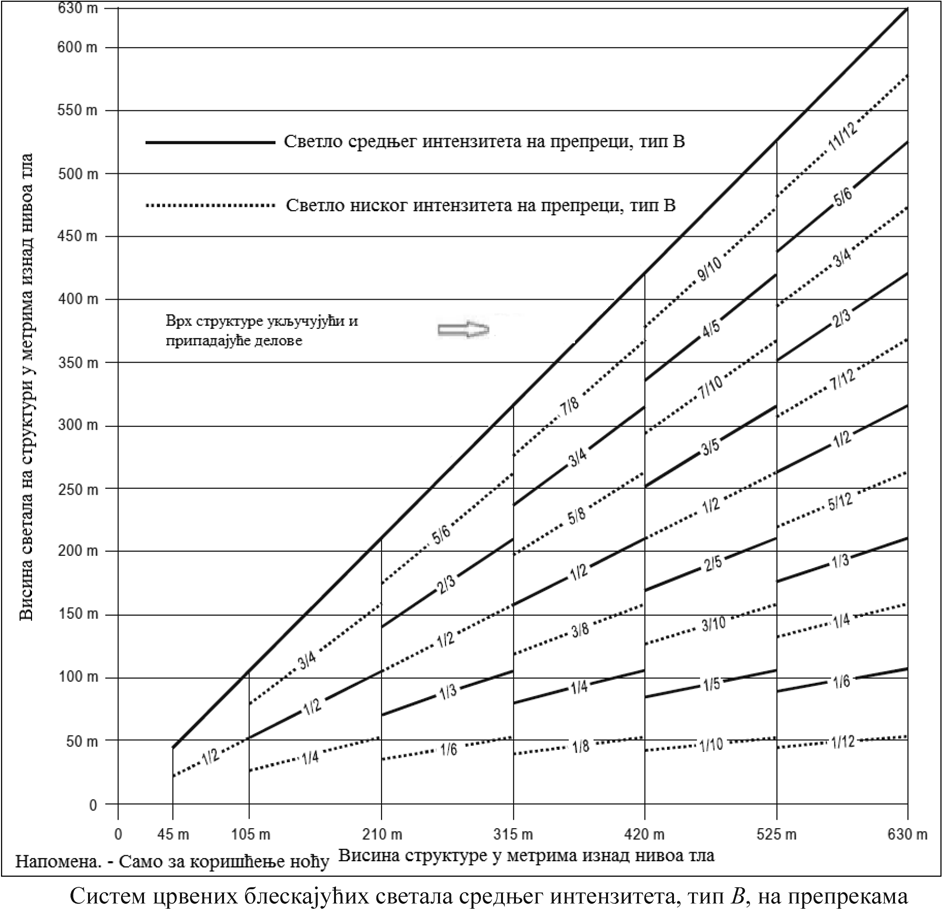 630 m
600 m
550 m
500 m
450 m
400 m
350 m
300 m
250 m
200 m
150 m
100 m
50 m
0
Висина светала на структури у метрима изнад нивоа тла
Светло средњег интензитета на препреци, тип B
Светло ниског интензитета на препреци, тип B
Врх структуре укључујући и
припадајуће делове
1/2
3/4
1/2
1/4
5/6
2/3
1/2
1/3
1/6
7/8
3/4
5/8
1/2
3/8
1/4
1/8
9/10
4/5
7/10
3/5
1/2
2/5
3/10
1/5
1/10
11/12
5/6
3/4
2/3
7/12
1/2
5/12
1/3
1/4
1/6
1/12
0 45 m 105 m 210 m 315 m 420 m 525 m 630 m
Напомена. - Само за коришћење ноћу
Висина структуре у метрима изнад нивоа тла
Систем црвених блескајућих светала средњег интензитета, тип B, на препрекама